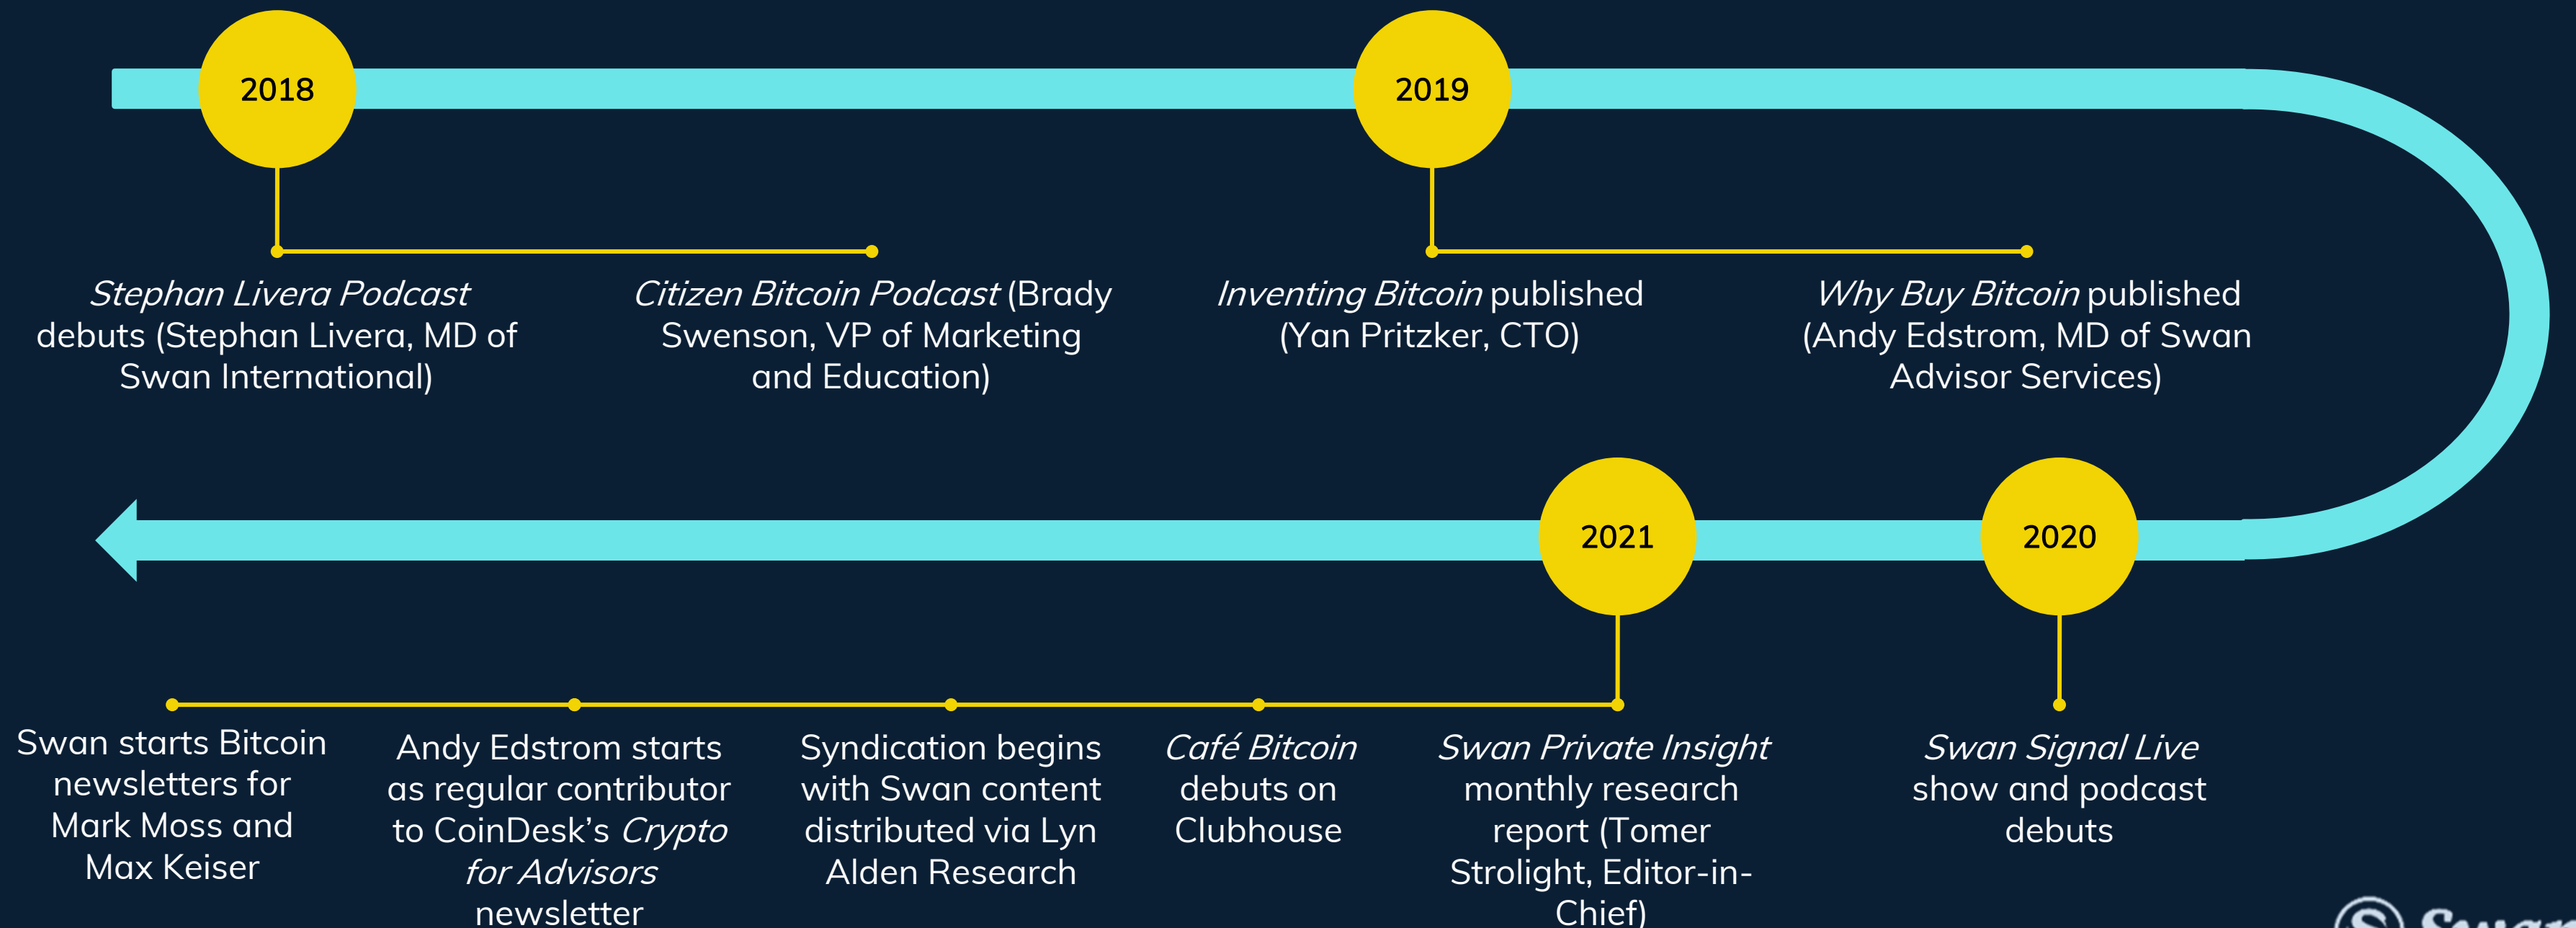 2018
2019
Stephan Livera Podcast
debuts (Stephan Livera, MD of
Swan International)
Citizen Bitcoin Podcast (Brady
Swenson, VP of Marketing
and Education)
Inventing Bitcoin published
(Yan Pritzker, CTO)
Why Buy Bitcoin published
(Andy Edstrom, MD of Swan
Advisor Services)
2020
2021
Swan Signal Live
show and podcast
debuts
Swan Private Insight
monthly research
report (Tomer
Strolight, Editor-in-
Chief)
Café Bitcoin
debuts on
Clubhouse
Syndication begins
with Swan content
distributed via Lyn
Alden Research
Andy Edstrom starts
as regular contributor
to CoinDesk’s Crypto
for Advisors
newsletter
Swan starts Bitcoin
newsletters for
Mark Moss and
Max Keiser